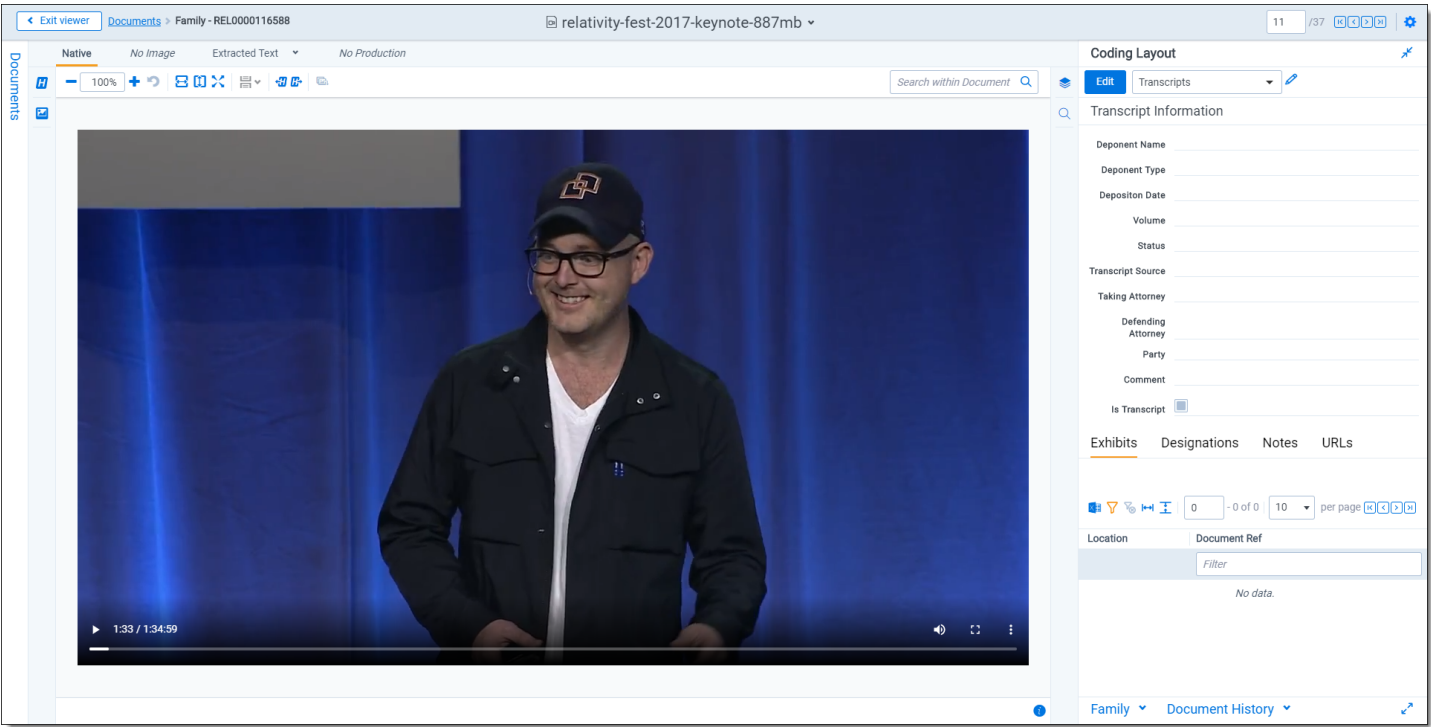 Exit viewer Documents > Family - REL0000116588 relativity-fest-2017-keynote-887mb 11 /37
Documents
Native No Image Extracted Text No Production
100% Search within Document
1:33 / 1:34:59
Coding Layout
Edit Transcripts
Transcript Information
Deponent Name
Deponent Type
Depositon Date
Volume
Status
Transcript Source
Taking Attorney
Defending
Attorney
Party
Comment
Is Transcript
Exhibits Designations Notes URLs
0 - 0 of 0 10 per page
Location Document Ref
Filter
No data.
Family Document History